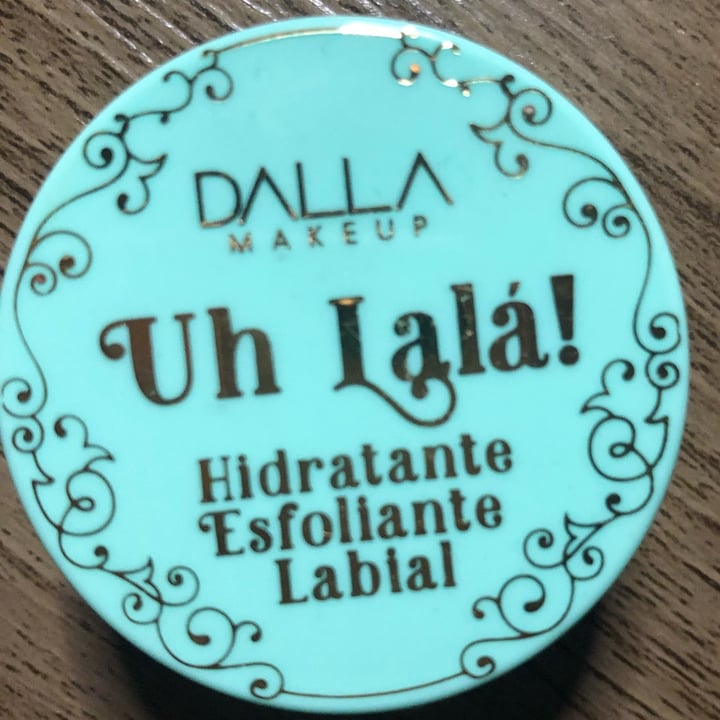 DALLA
MAKEUP
Uh Lalá!
Hidratante
Esfoliante
Labial